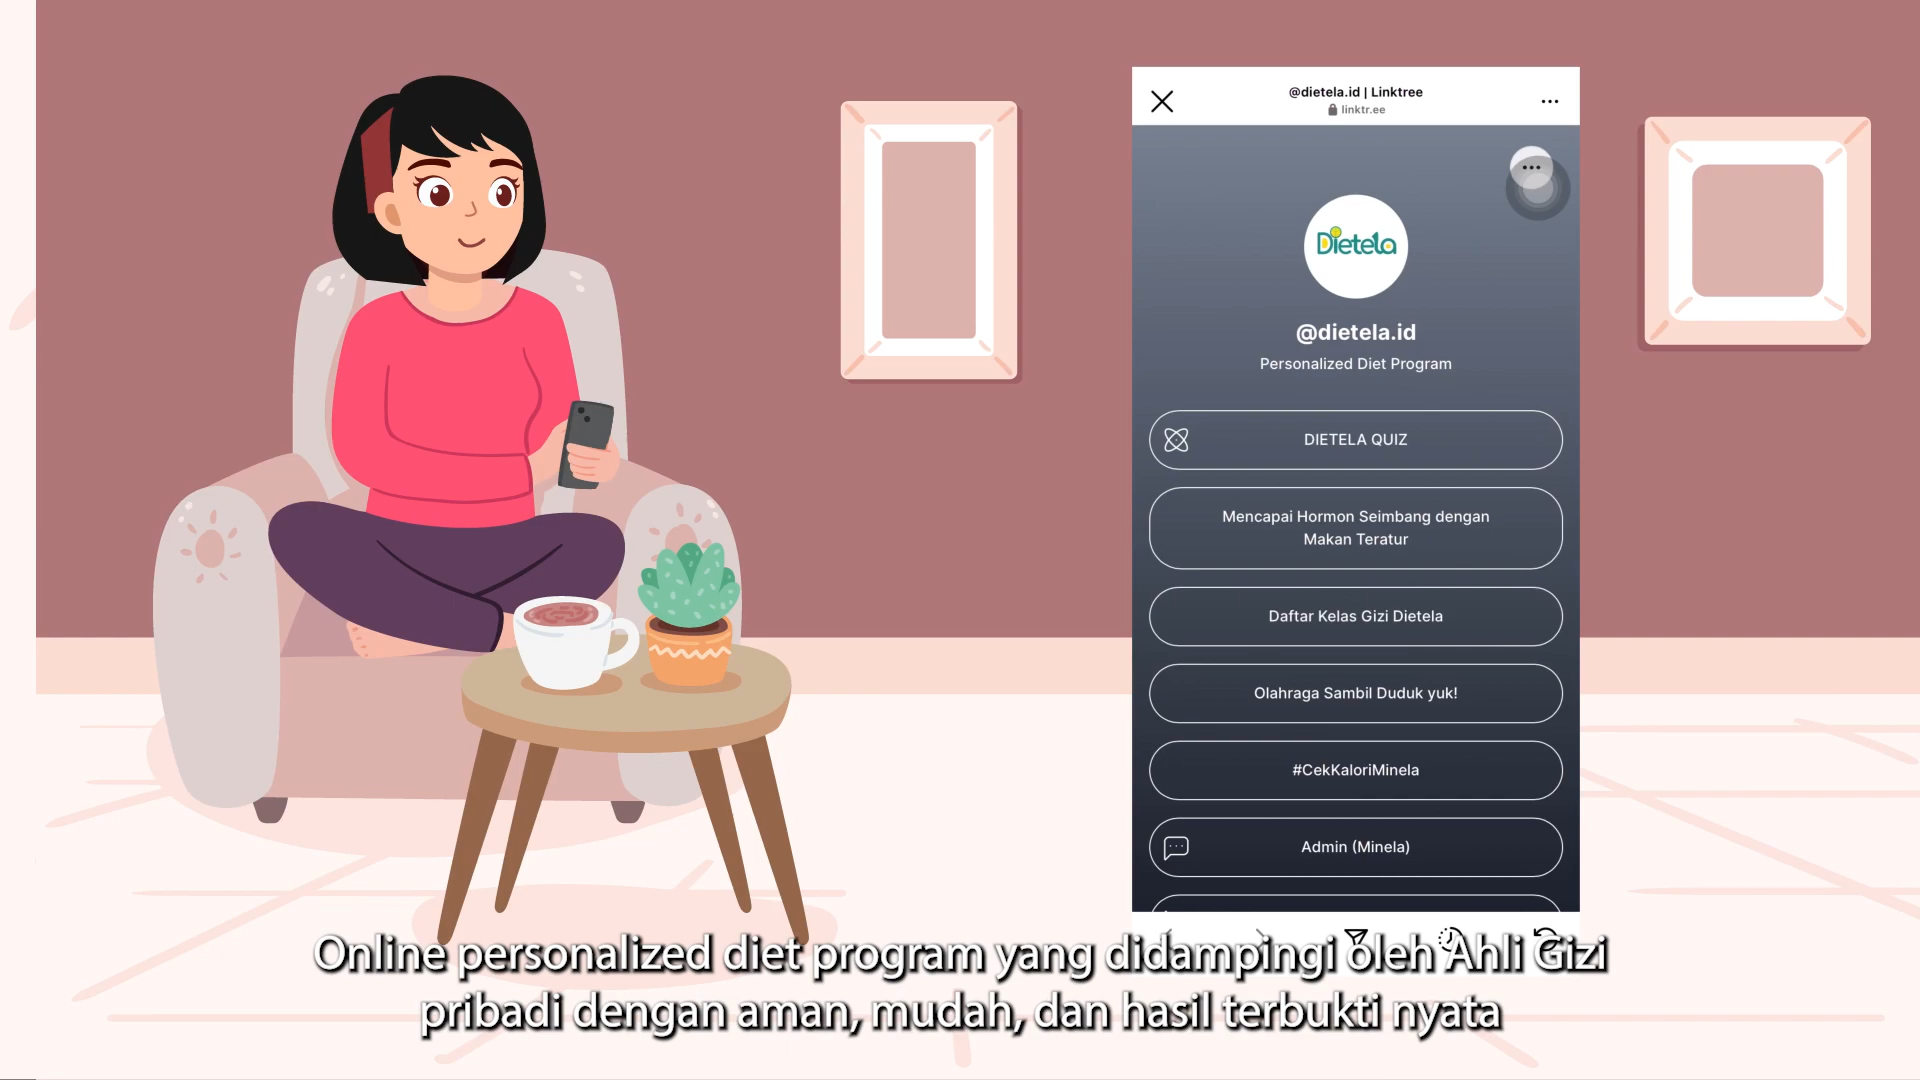 @dietela.id | Linktree
linktr.ee
Dietela
@dietela.id
Personalized Diet Program
DIETELA QUIZ
Mencapai Hormon Seimbang dengan
Makan Teratur
Daftar Kelas Gizi Dietela
Olahraga Sambil Duduk yuk!
#CekKaloriMinela
Admin (Minela)
Online personalized diet program yang didampingi oleh Ahli Gizi
pribadi dengan aman, mudah, dan hasil terbukti nyata